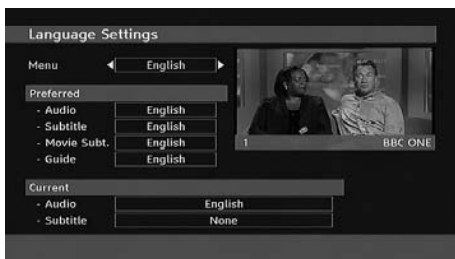 Language Settings
Menu English
Preferred
- Audio English
- Subtitle English
- Movie Subt. English
- Guide English
1 BBC ONE
Current
- Audio English
- Subtitle None